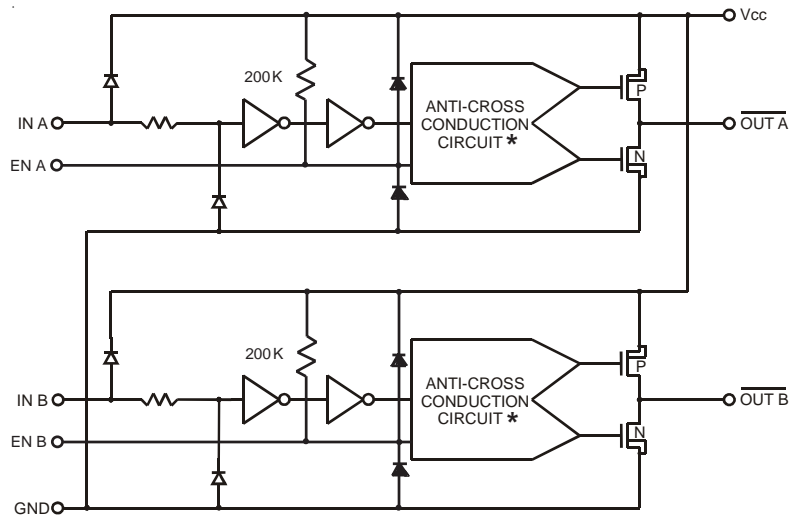 Vcc
200K
P
ANTI-CROSS
CONDUCTION
CIRCUIT *
IN A
OUT A
N
EN A
200K
P
ANTI-CROSS
CONDUCTION
CIRCUIT *
IN B
OUT B
N
EN B
GND